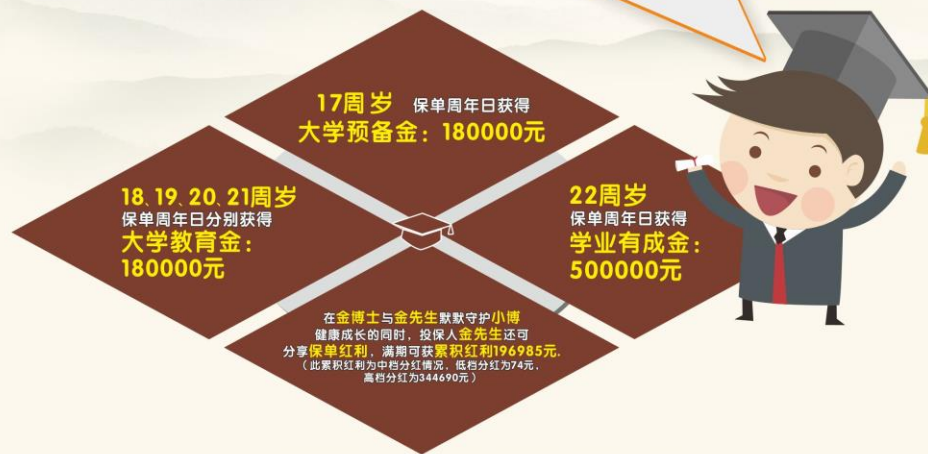 17周岁 保单周年日获得
大学预备金：180000元
18、19、20、21周岁
保单周年日分别获得
大学教育金：
180000元
22周岁
保单周年日获得
学业有成金：
500000元
在金博士与金先生默默守护小博
健康成长的同时，投保人金先生还可
分享保单红利，满期可获累积红利196985元.
（此累积红利为中档分红情况，低档分红为74元，
高档分红为344690元）